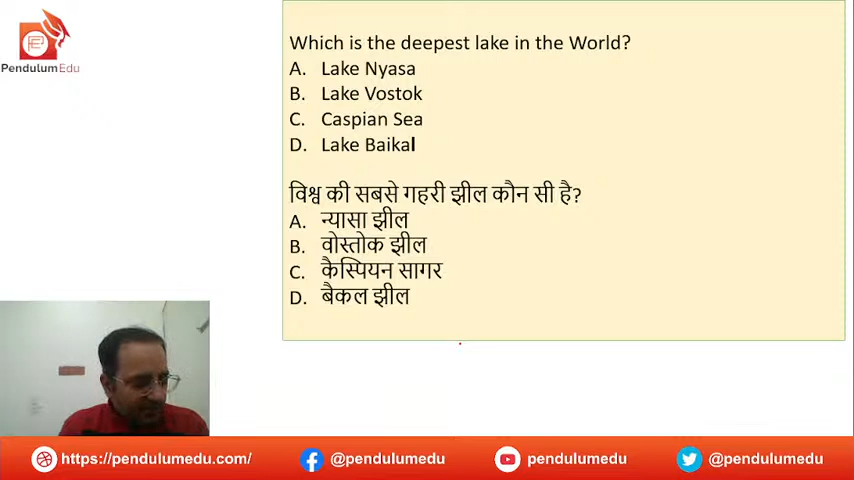 PendulumEdu
Which is the deepest lake in the World?
A. Lake Nyasa
B. Lake Vostok
C. Caspian Sea
D. Lake Baikal
विश्व की सबसे गहरी झील कौन सी है?
A. न्यासा झील
B. वोस्तोक झील
C. कैस्पियन सागर
D. बैकल झील
https://pendulumedu.com/ @pendulumedu pendulumedu @pendulumedu